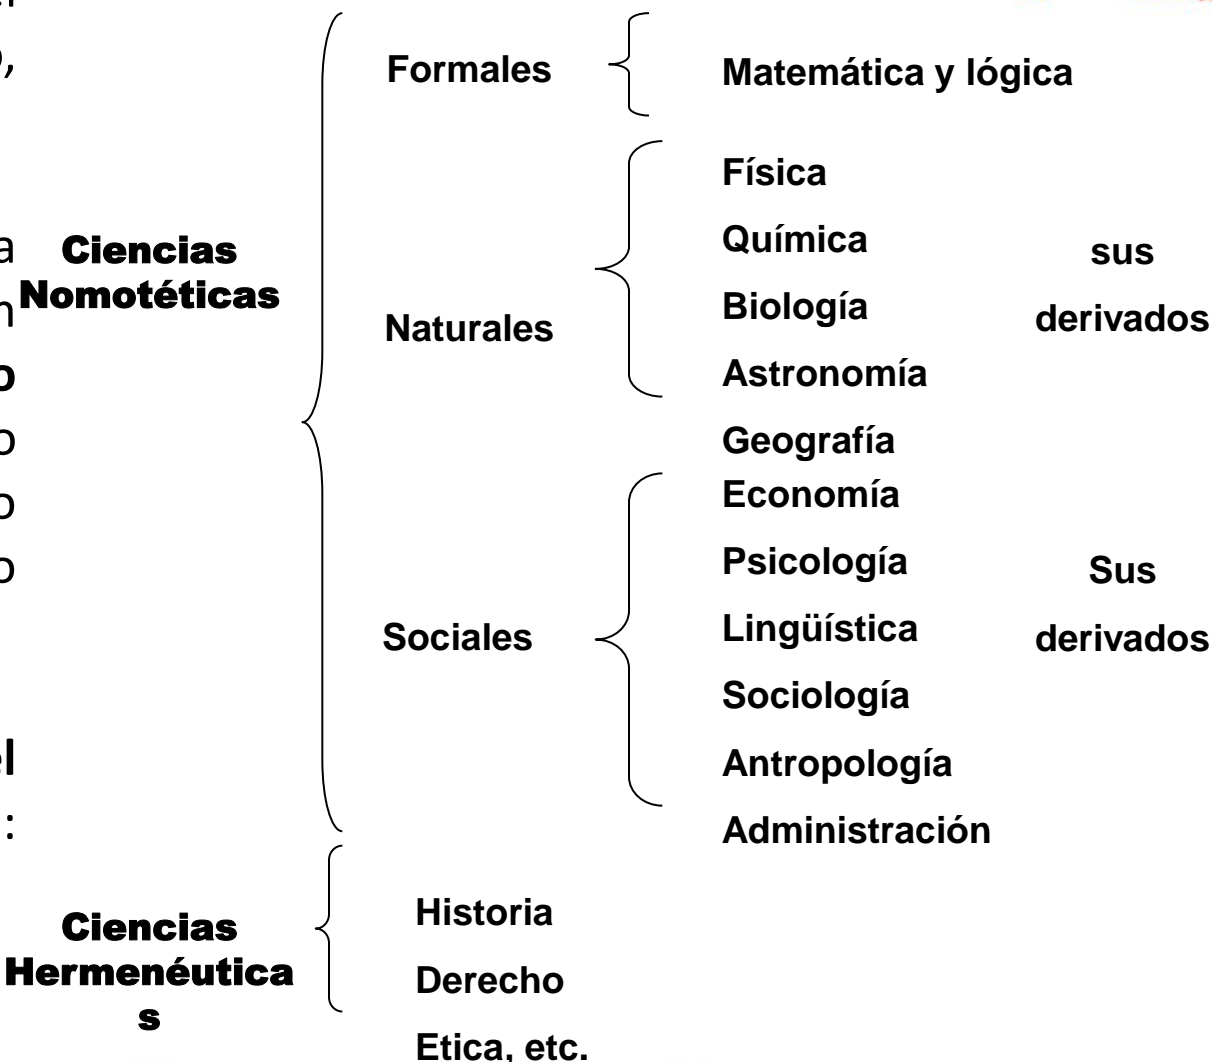 o,
Formales
Matemática y lógica
Física
a
Ciencias
Nomotéticas
n
Química
sus
Biología
derivados
Naturales
o
Astronomía
o
Geografía
o
Economía
o
Psicología
Sus
Lingüística
derivados
Sociales
Sociología
el
Antropología
:
Administración
Ciencias
Hermenéutica
s
Historia
Derecho
Etica, etc.